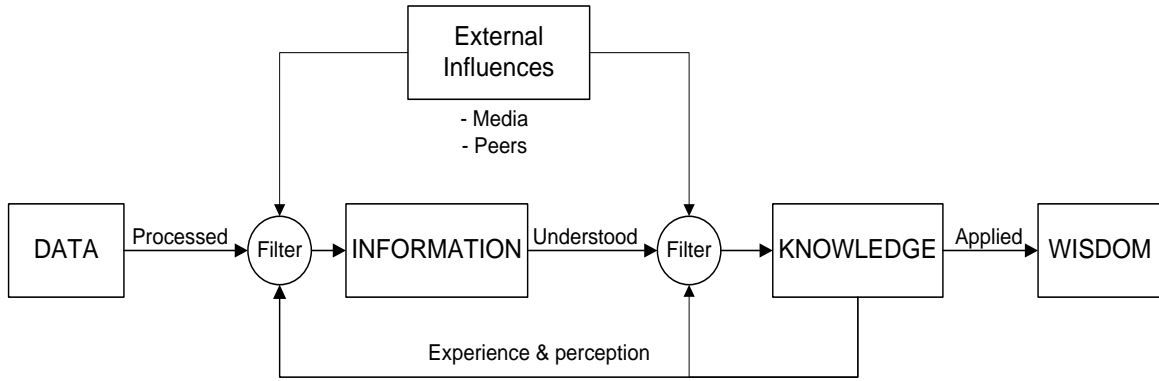 External
Influences
- Media
- Peers
DATA
Processed
Filter
INFORMATION
Understood
Filter
KNOWLEDGE
Applied
WISDOM
Experience & perception